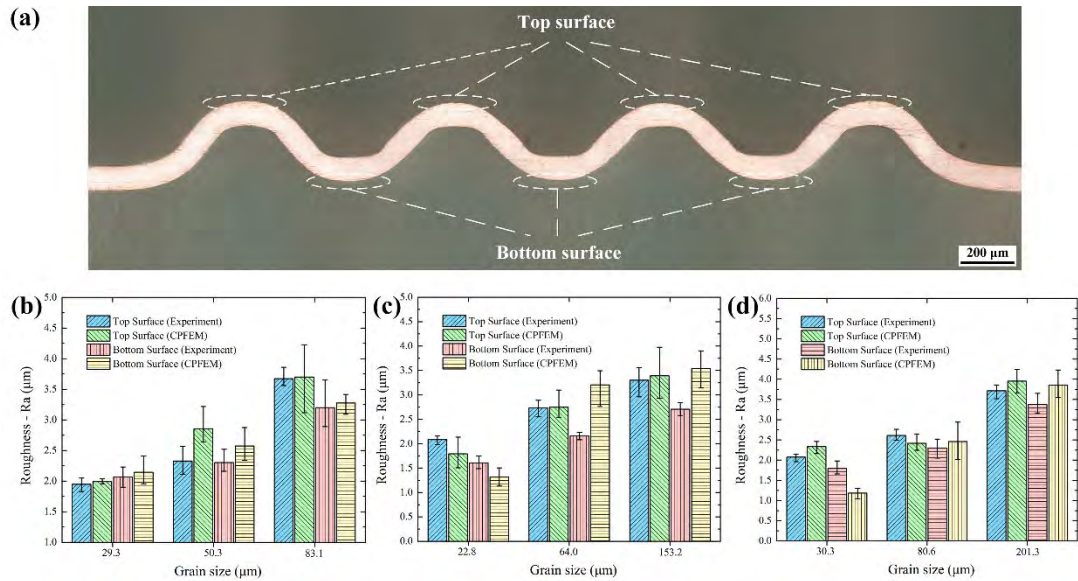 (a)
Top surface
Bottom surface
200 μm
(b)
5.0
4.5
4.0
3.5
3.0
2.5
2.0
1.5
1.0
Roughness - Ra (μm)
Top Surface (Experiment)
Top Surface (CPFEM)
Bottom Surface (Experiment)
Bottom Surface (CPFEM)
29.3
50.3
83.1
Grain size (μm)
(c)
5.0
4.5
4.0
3.5
3.0
2.5
2.0
1.5
1.0
0.5
0.0
Roughness - Ra (μm)
Top Surface (Experiment)
Top Surface (CPFEM)
Bottom Surface (Experiment)
Bottom Surface (CPFEM)
22.8
64.0
153.2
Grain size (μm)
(d)
6.0
5.5
5.0
4.5
4.0
3.5
3.0
2.5
2.0
1.5
1.0
0.5
0.0
Roughness - Ra (μm)
Top Surface (Experiment)
Top Surface (CPFEM)
Bottom Surface (Experiment)
Bottom Surface (CPFEM)
30.3
80.6
201.3
Grain size (μm)